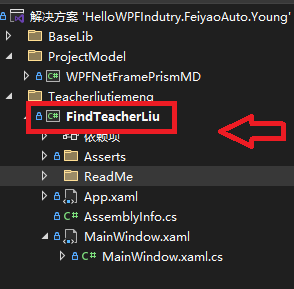 解决方案 'HelloWPFIndutry.FeiyaoAuto.Young'
BaseLib
ProjectModel
WPFNetFramePrismMD
Teacherliutiemeng
FindTeacherLiu
依赖项
Asserts
ReadMe
App.xaml
AssemblyInfo.cs
MainWindow.xaml
MainWindow.xaml.cs